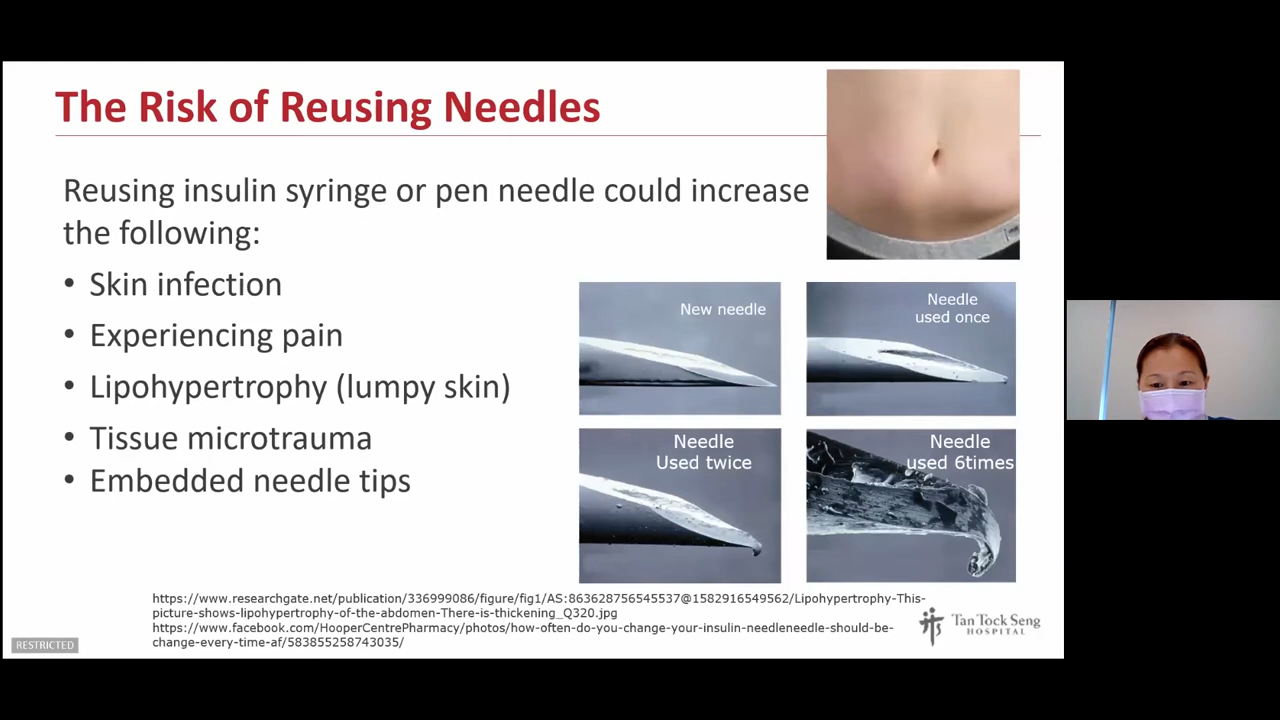 The Risk of Reusing Needles
Reusing insulin syringe or pen needle could increase
the following:
• Skin infection
• Experiencing pain
• Lipohypertrophy (lumpy skin)
• Tissue microtrauma
• Embedded needle tips
New needle
Needle
used once
Needle
Used twice
Needle
used 6times
https://www.researchgate.net/publication/336999086/figure/fig1/AS:863628756545537@1582916549562/Lipohypertrophy-This-
picture-shows-lipohypertrophy-of-the-abdomen-There-is-thickening_Q320.jpg
https://www.facebook.com/HooperCentrePharmacy/photos/how-often-do-you-change-your-insulin-needleneedle-should-be-
change-every-time-af/583855258743035/
Tan Tock Seng
HOSPITAL
RESTRICTED